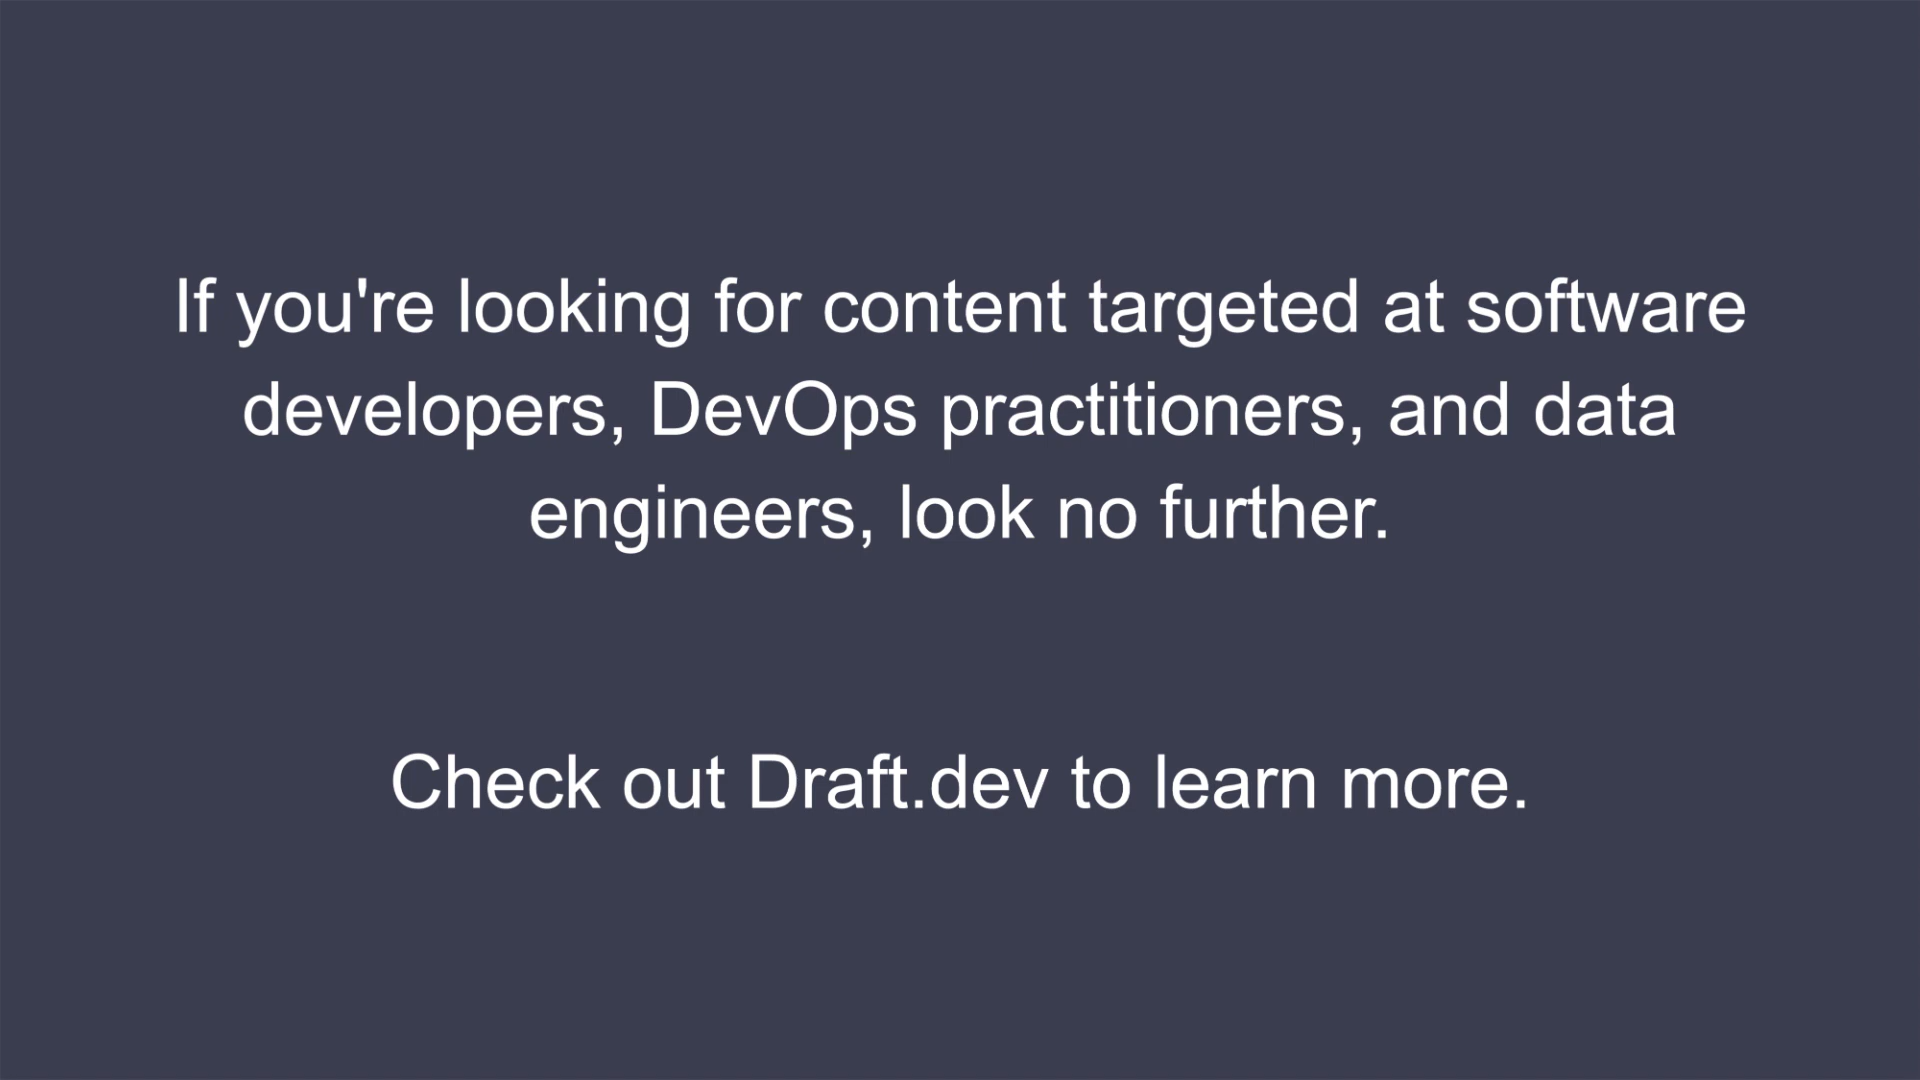 If you're looking for content targeted at software
developers, DevOps practitioners, and data
engineers, look no further.
Check out Draft.dev to learn more.